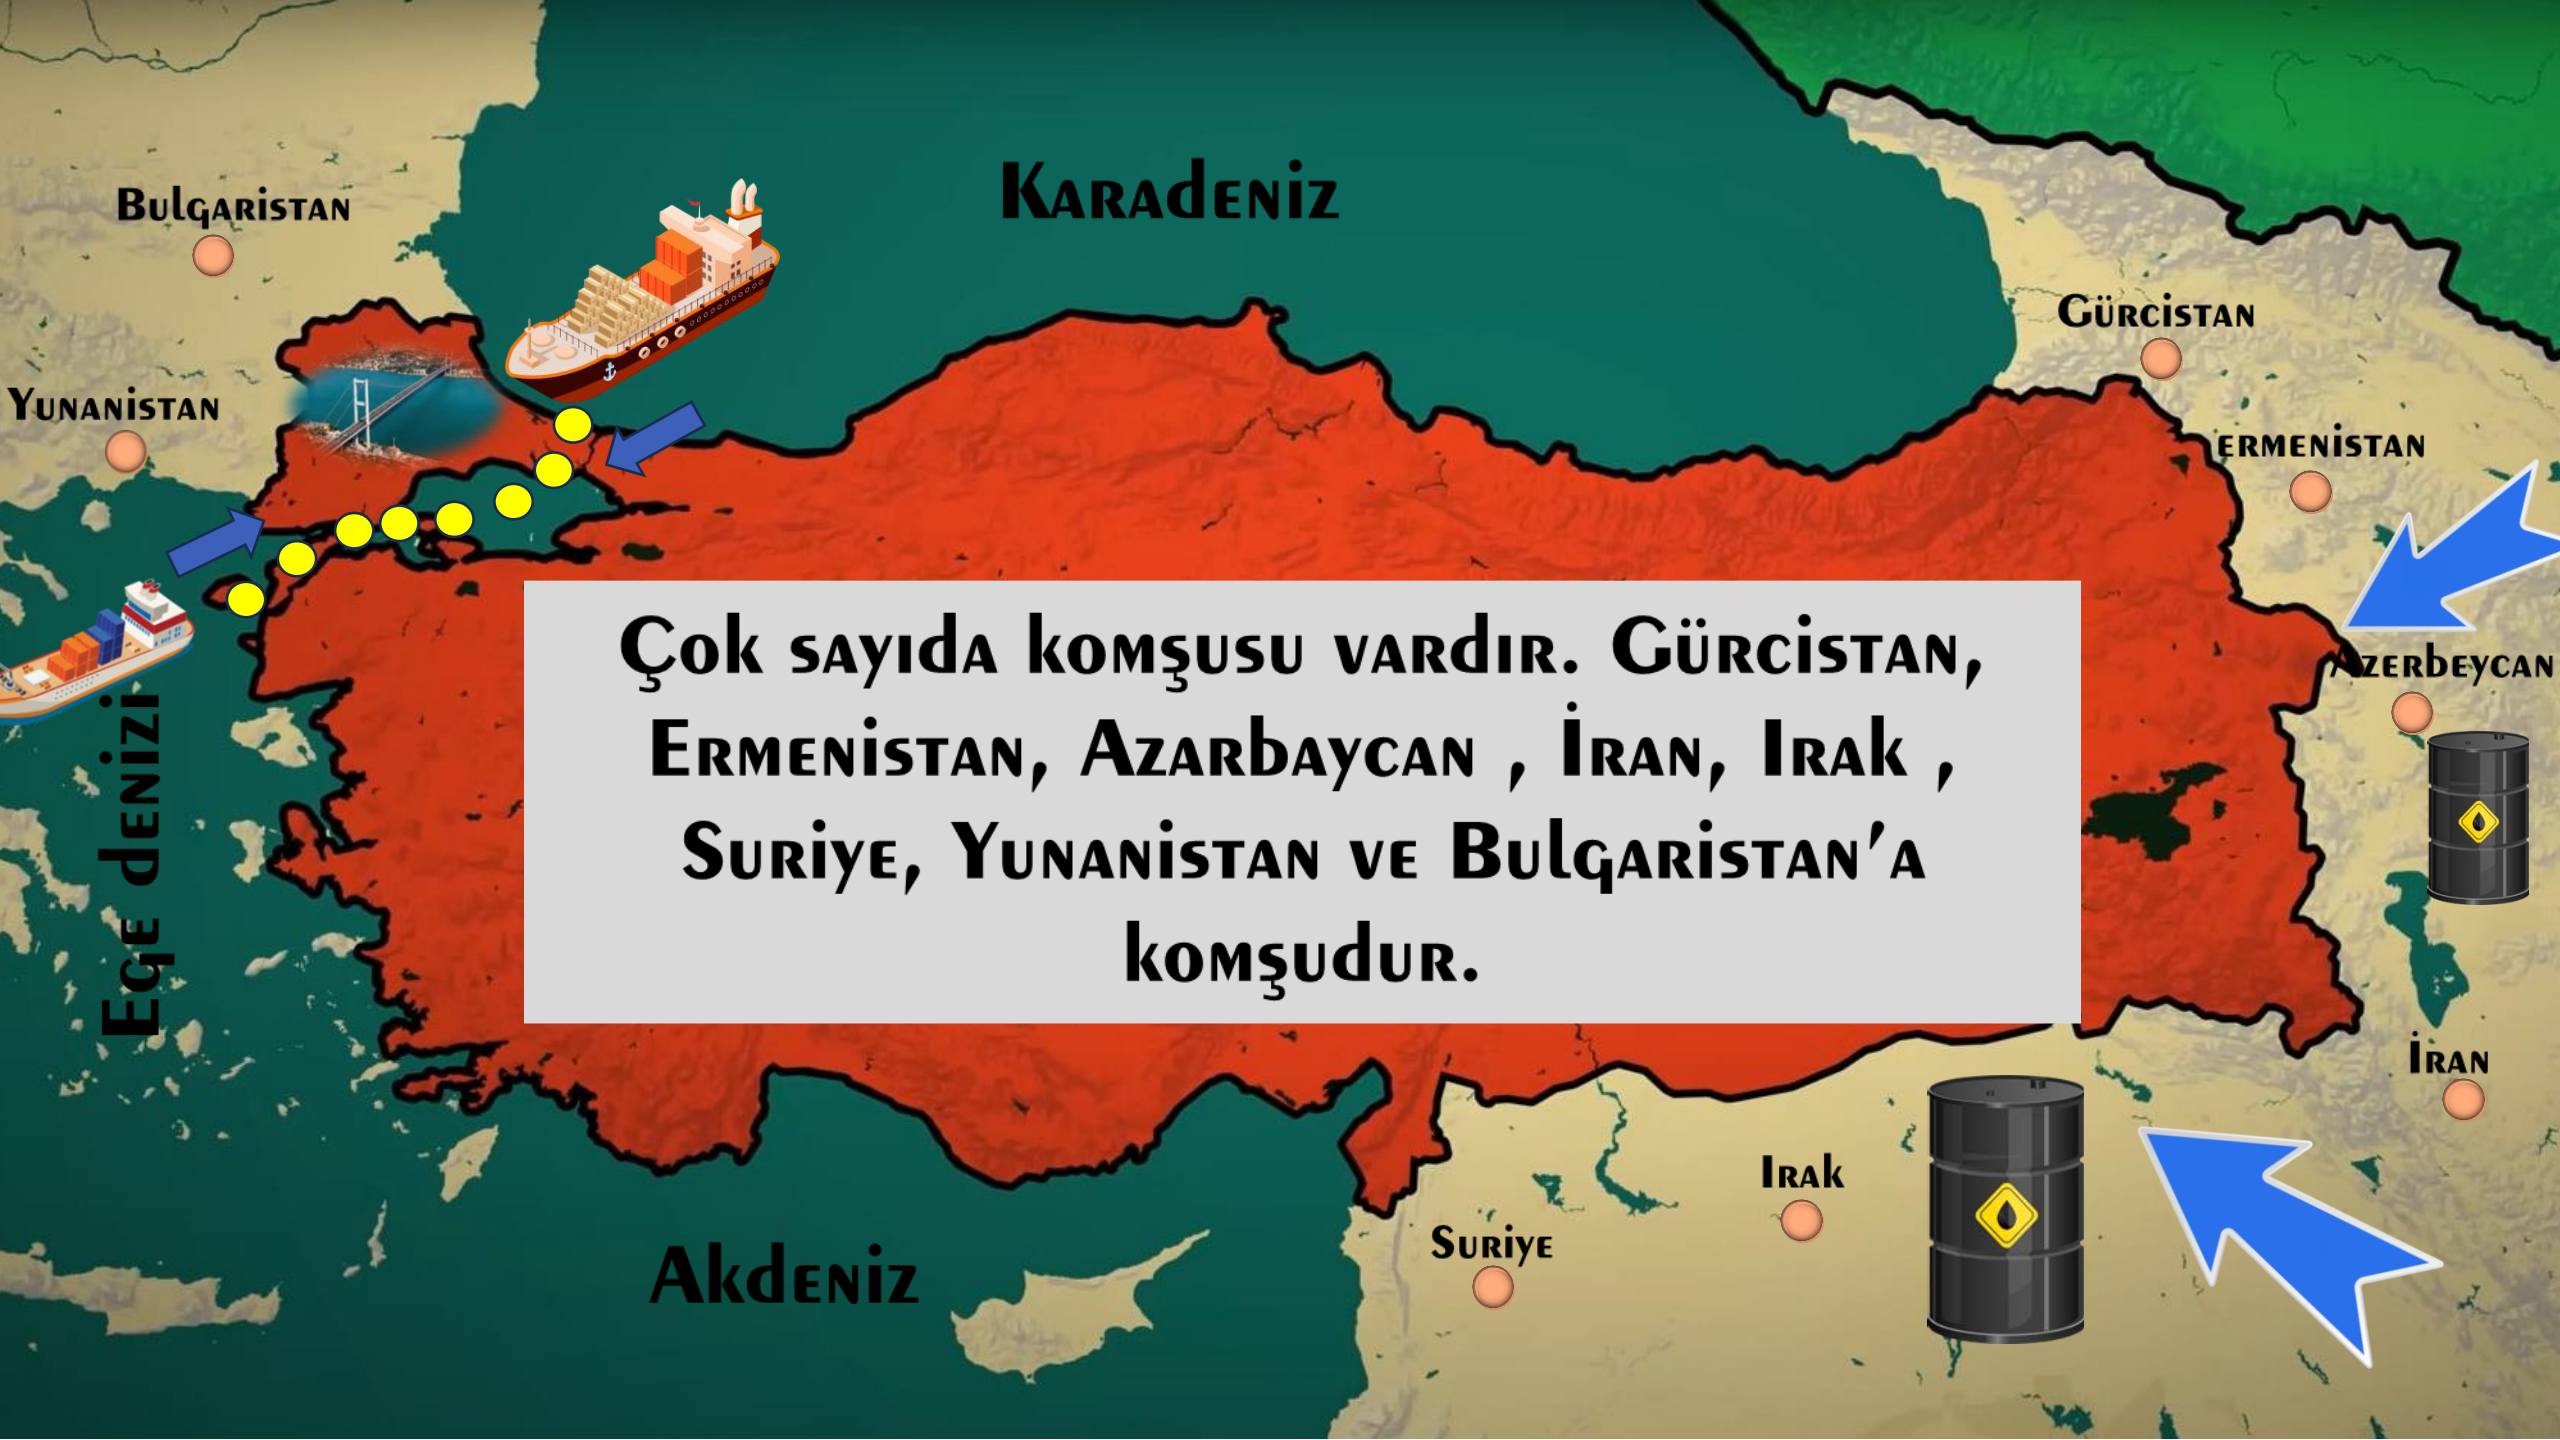 Karadeniz
Bulgaristan
Gürcistan
Yunanistan
ermenistan
Çok sayıda komşusu vardır. Gürcistan,
Ermenistan, Azarbaycan , İran, Irak ,
Suriye, Yunanistan ve Bulgaristan’a
komşudur.
Azerbeycan
Ege denizi
İran
Irak
Suriye
Akdeniz